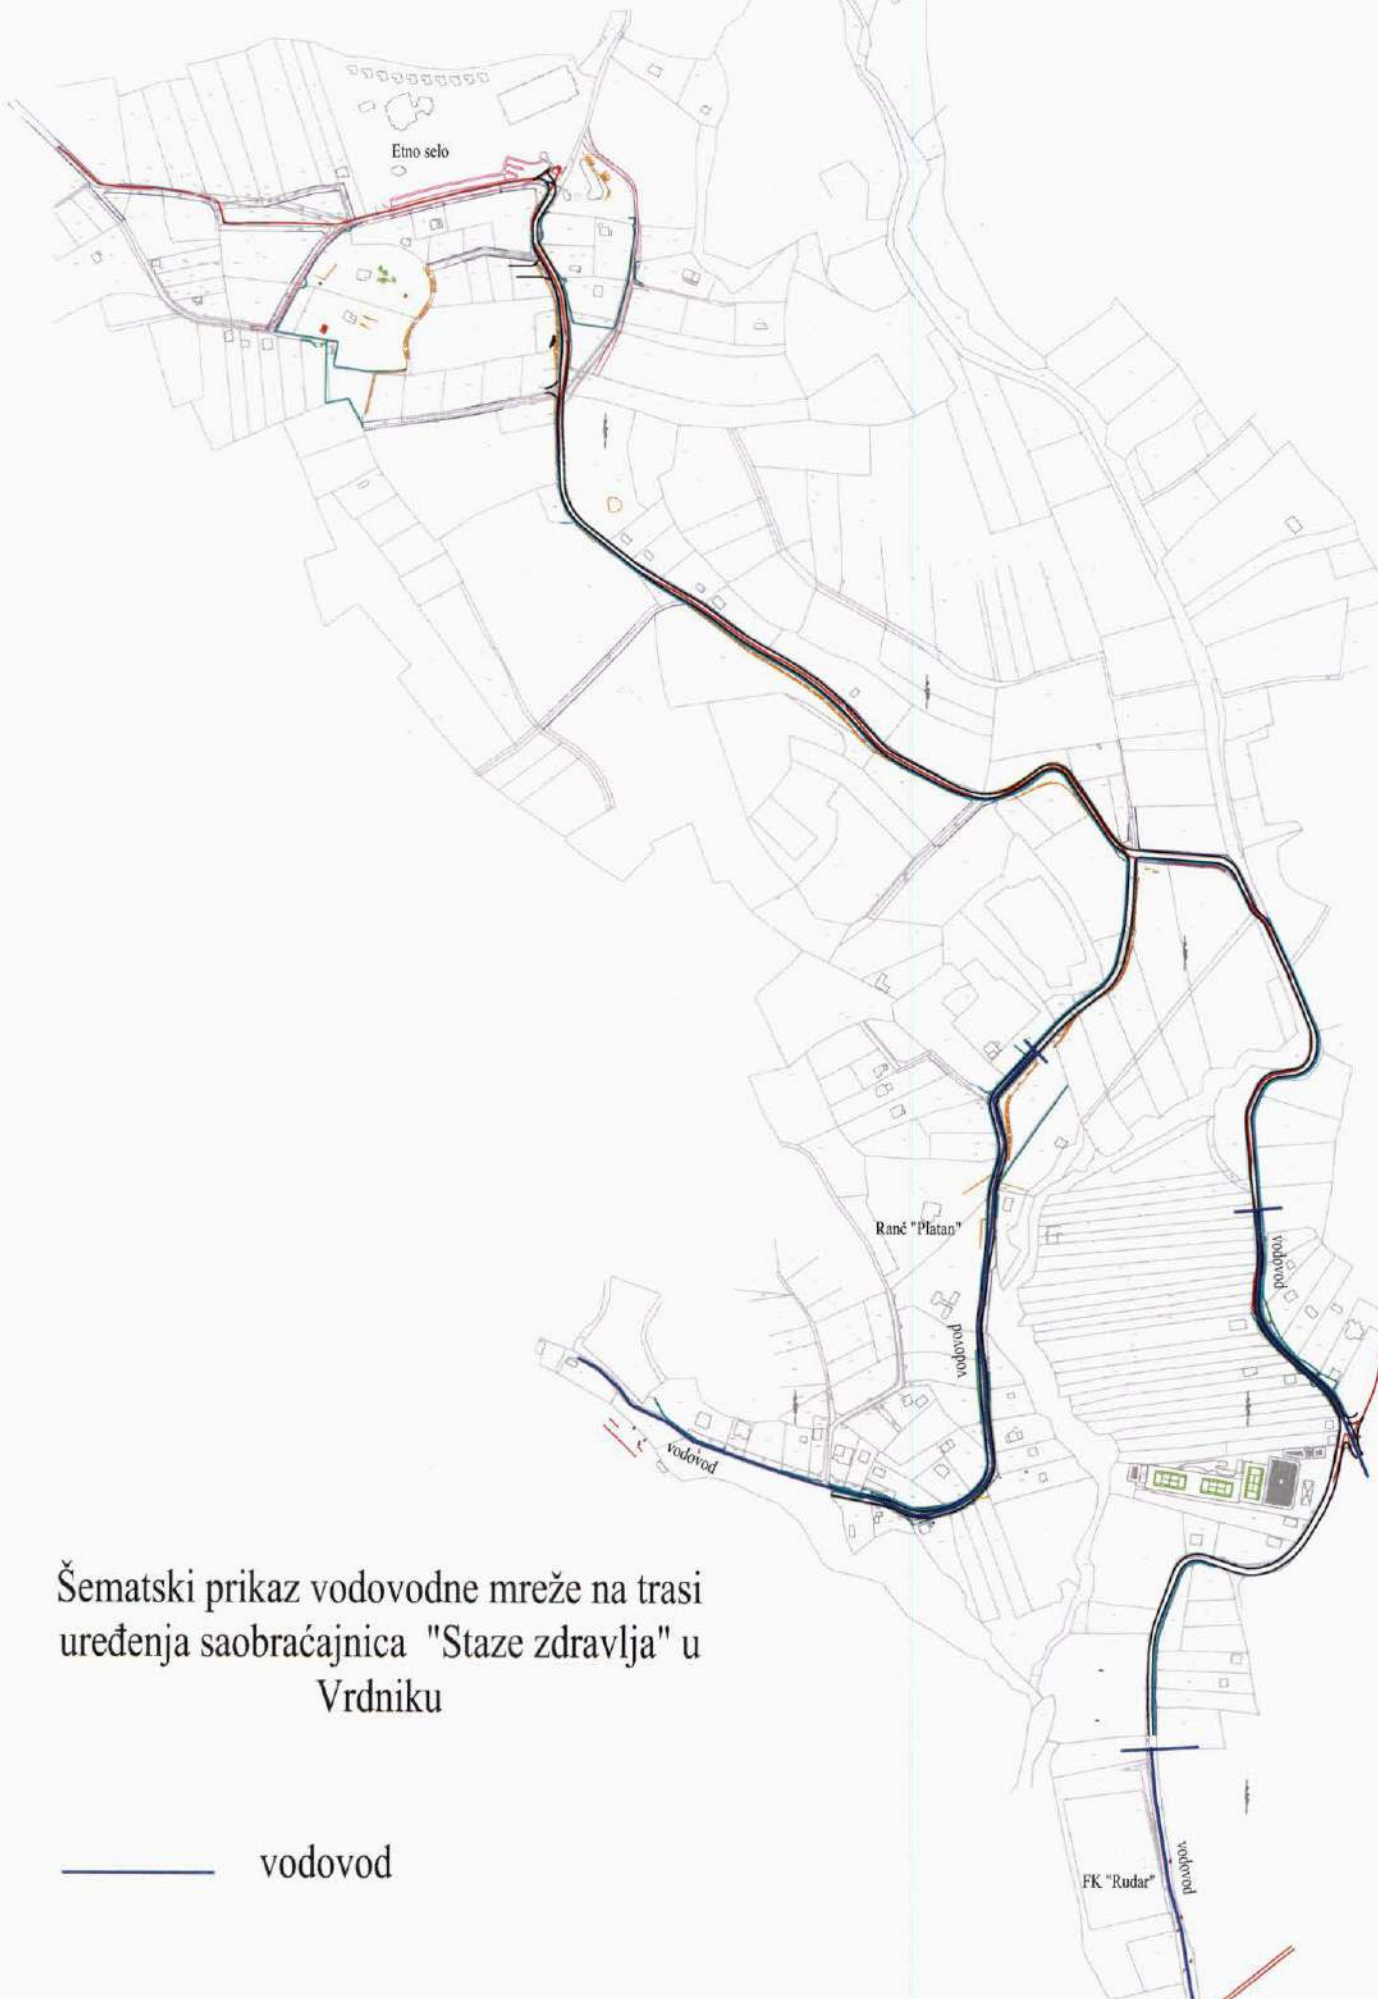 Etno selo
Ranč "Platan"
vodovod
vodovod
vodovod
Šematski prikaz vodovodne mreže na trasi
uređenja saobraćajnica "Staze zdravlja" u
Vrdniku
vodovod
FK "Rudar"
vodovod